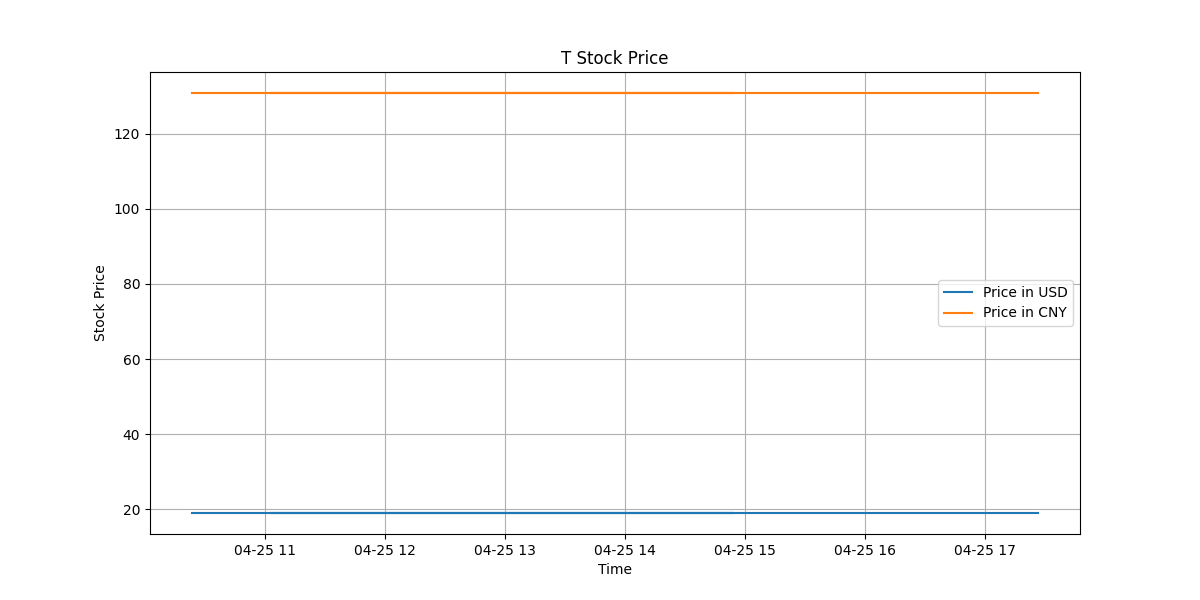 T Stock Price
120
100
80
60
40
20
Stock Price
Price in USD
Price in CNY
04-25 11
04-25 12
04-25 13
04-25 14
04-25 15
04-25 16
04-25 17
Time